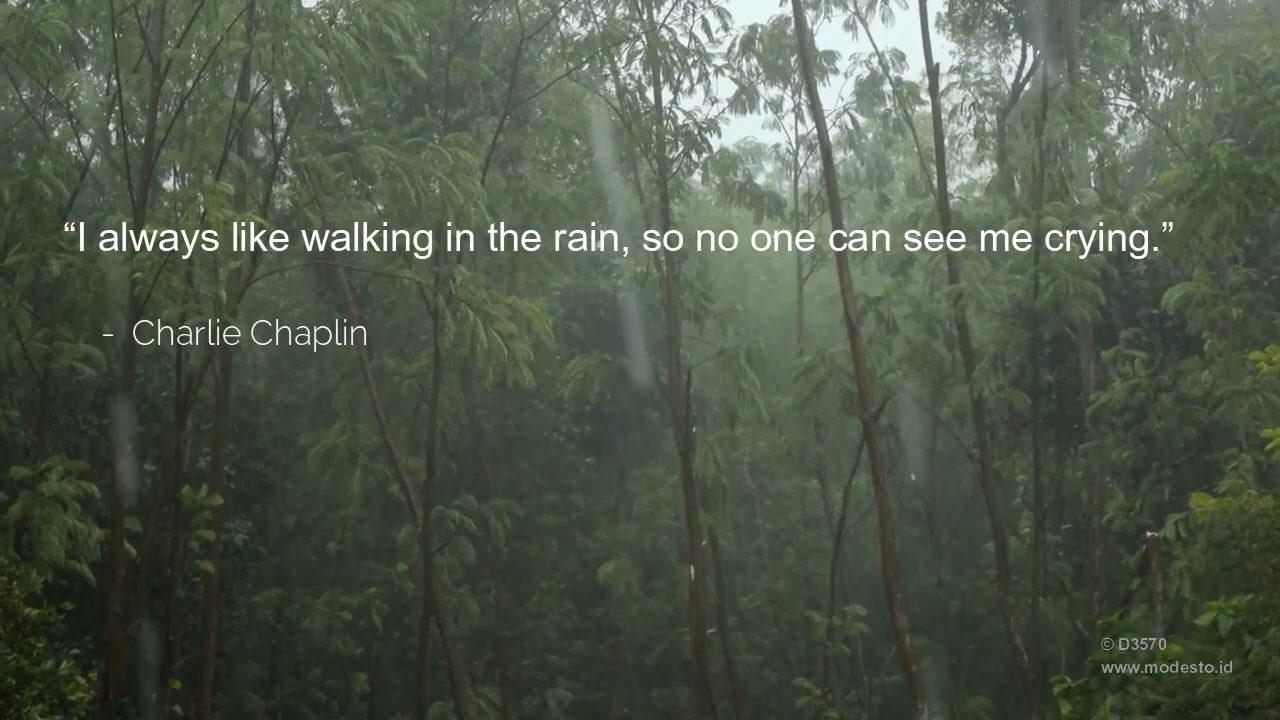 “I always like walking in the rain, so no one can see me crying.”
- Charlie Chaplin
© D3570
www.modesto.id